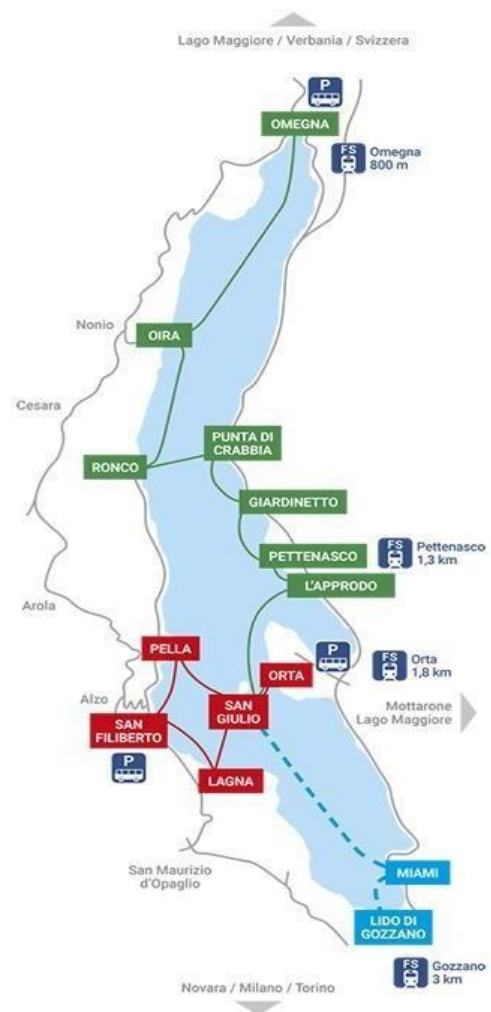 Lago Maggiore / Verbania / Svizzera
P
OMEGNA
FS
Omegna
800 m
Nonio
OIRA
Cesara
PUNTA DI
CRABBIA
RONCO
GIARDINETTO
PETTENASCO
FS
Pettenasco
1,3 km
L'APPRODO
Arola
PELLA
P
ORTA
FS
Orta
1,8 km
Alzo
SAN
GIULIO
Mottarone
Lago Maggiore
SAN
FILIBERTO
P
LAGNA
San Maurizio
d'Opaglio
MIAMI
LIDO DI
GOZZANO
FS
Gozzano
3 km
Novara / Milano / Torino